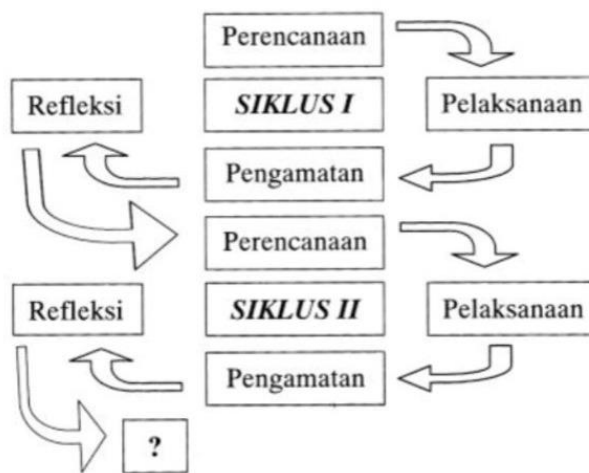 Perencanaan
Refleksi
SIKLUS I
Pelaksanaan
Pengamatan
Perencanaan
Refleksi
SIKLUS II
Pelaksanaan
Pengamatan
?